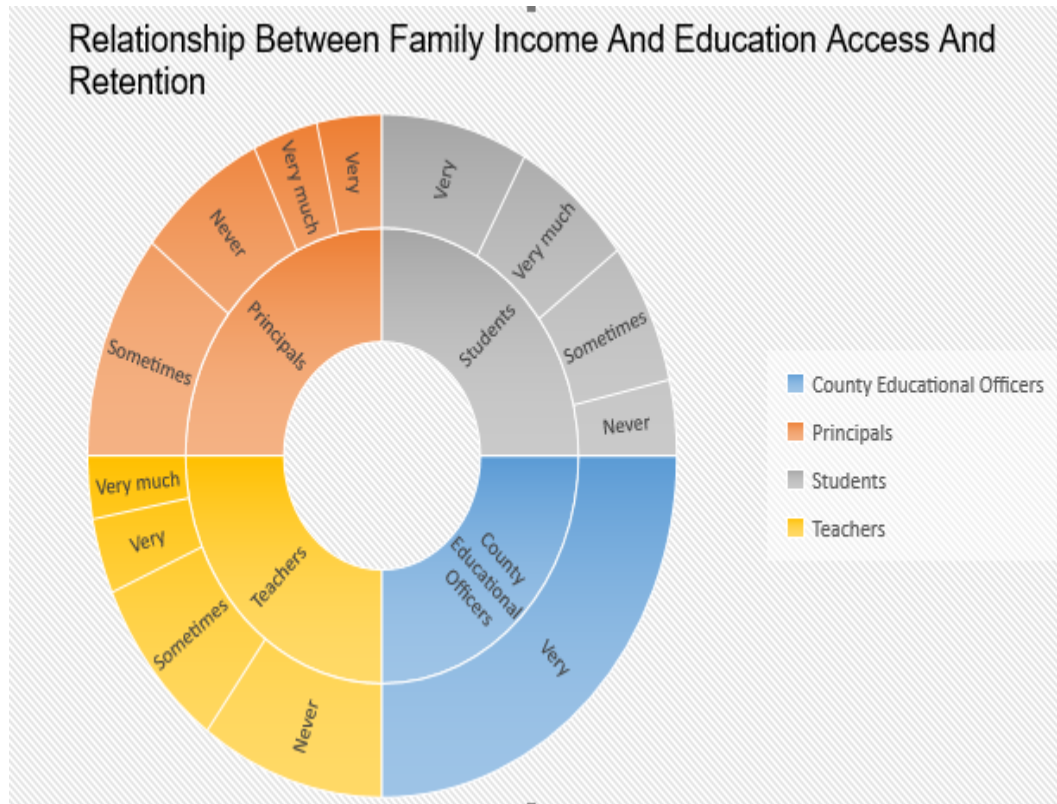 Relationship Between Family Income And Education Access And
Retention
Very
Very much
Never
Sometimes
Principals
Very
Very much
Sometimes
Never
Students
Very much
Very
Sometimes
Never
Teachers
County
Educational
Officers
Very
County Educational Officers
Principals
Students
Teachers